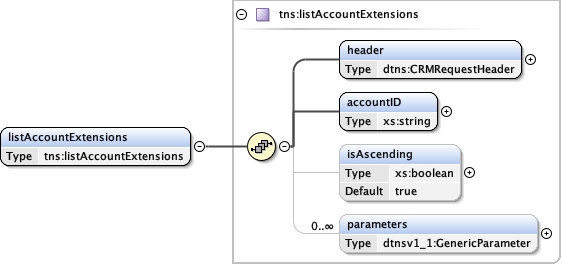 tns:listAccountExtensions
header
Type dtns:CRMRequestHeader
accountID
Type xs:string
listAccountExtensions
Type tns:listAccountExtensions
isAscending
Type xs:boolean
Default true
0..∞
parameters
Type dtnsv1_1:GenericParameter